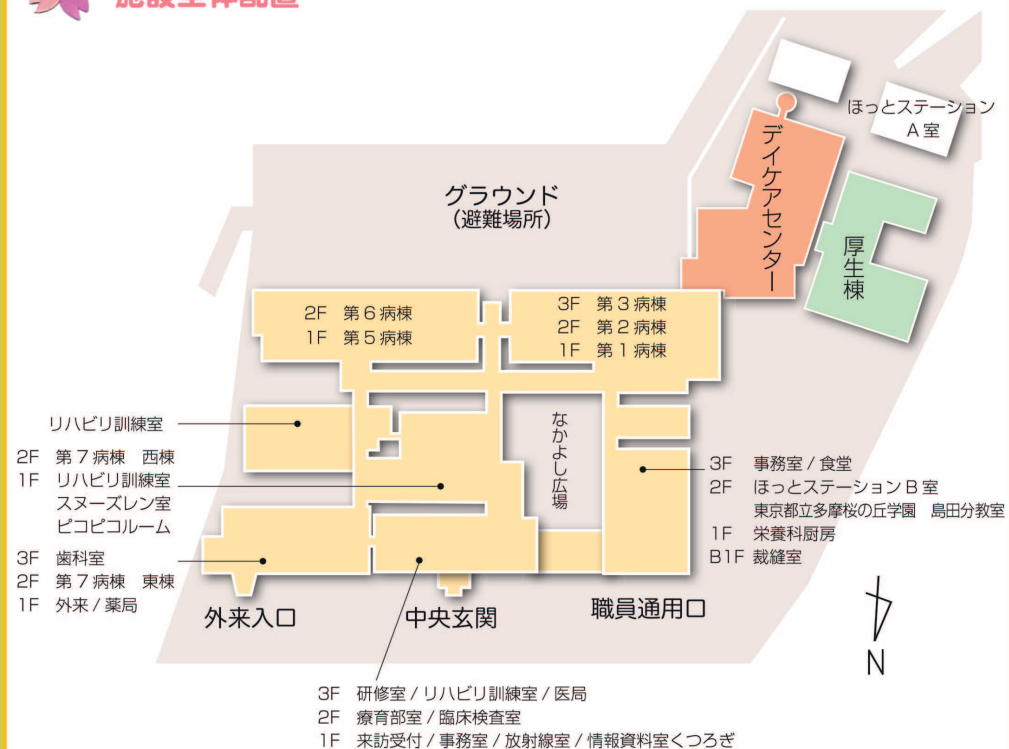 施設全体配置
ほっとステーション
A室
デイケアセンター
厚生棟
グラウンド
(避難場所)
2F 第6病棟
1F 第5病棟
3F 第3病棟
2F 第2病棟
1F 第1病棟
なかよし広場
リハビリ訓練室
2F 第7病棟 西棟
1F リハビリ訓練室
スヌーズレン室
ピコピコルーム
3F 歯科室
2F 第7病棟 東棟
1F 外来/薬局
3F 事務室/食堂
2F ほっとステーションB室
東京都立多摩桜の丘学園 島田分教室
1F 栄養科厨房
B1F 裁縫室
外来入口
中央玄関
職員通用口
N
3F 研修室/リハビリ訓練室/医局
2F 療育部室/臨床検査室
1F 来訪受付/事務室/放射線室/情報資料室くつろぎ